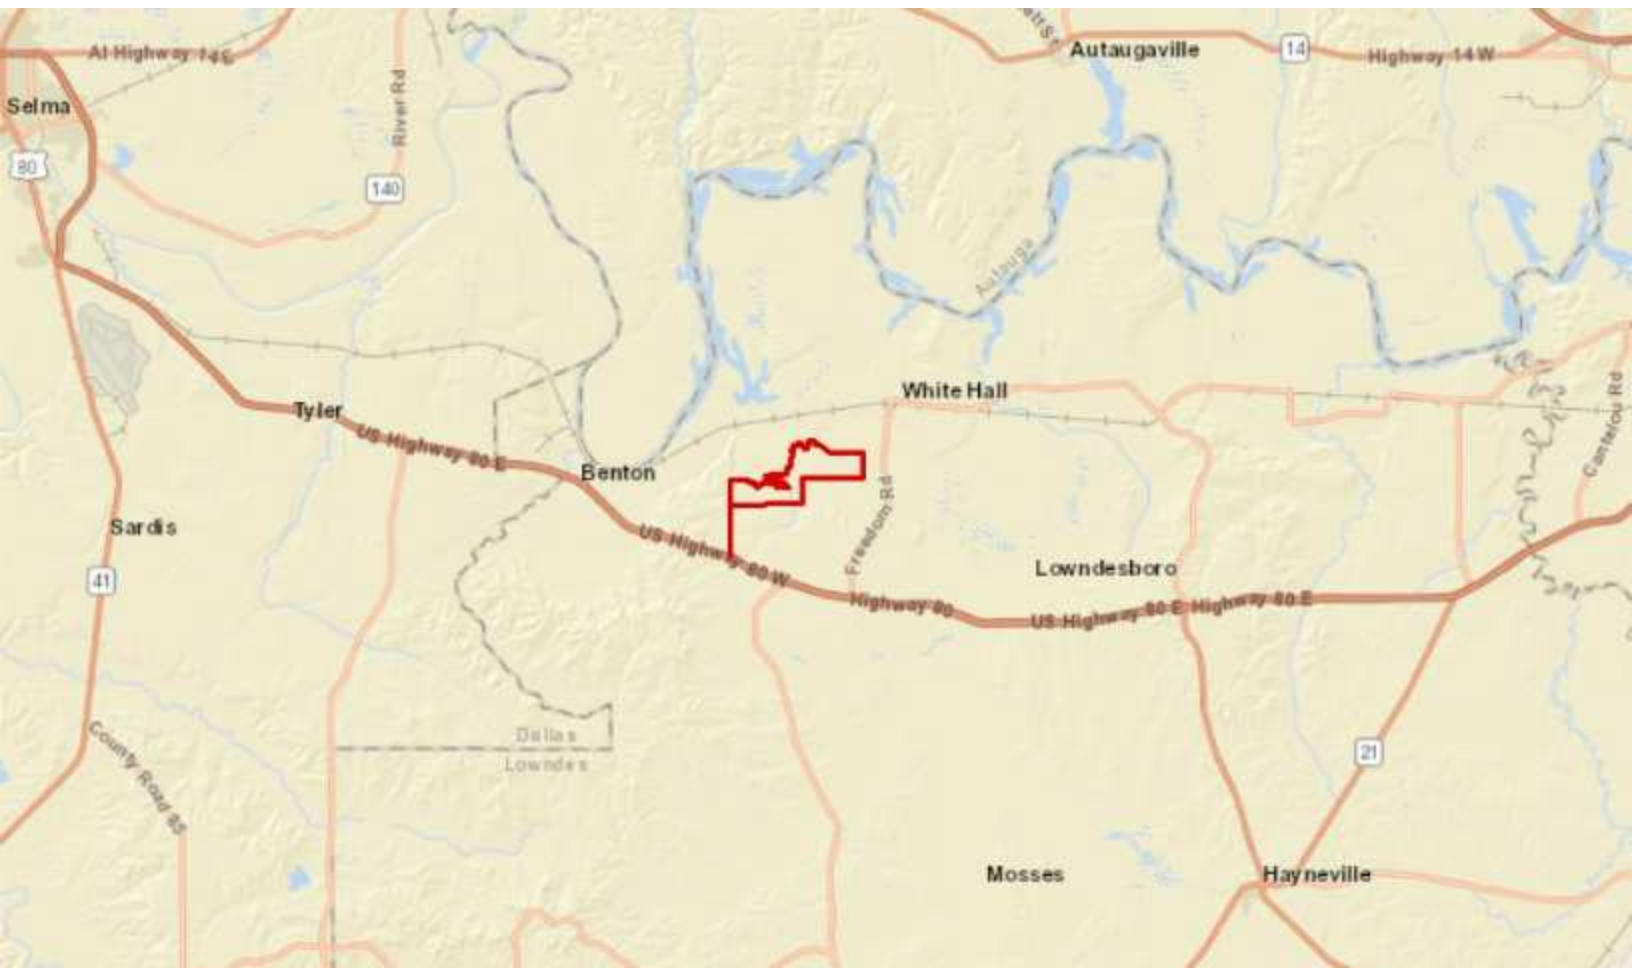 Autaugaville
14
Highway 14 W
Al Highway 14 E
Selma
River Rd
80
140
Autauga
White Hall
Cantelou Rd
Tyler
US Highway 80 E
Benton
Sardis
US Highway 80 W
Freedom Rd
Lowndesboro
41
Highway 80
US Highway 80 E
Highway 80 E
Dallas
Lowndes
County Road 85
21
Mosses
Hayneville